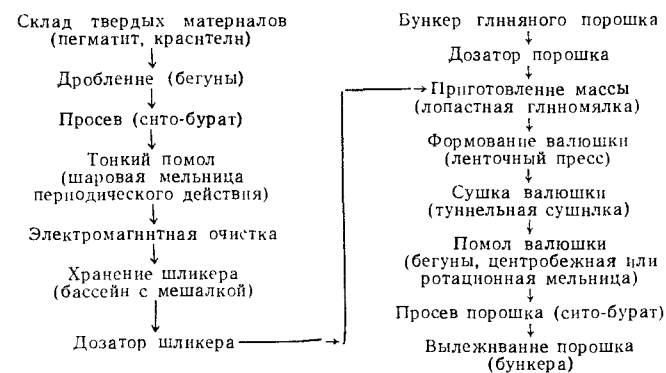 Склад твердых материалов
(пегматит, красители)
Дробление (бегуны)
Просев (сито-бурат)
Тонкий помол
(шаровая мельница
периодического действия)
Электромагнитная очистка
Хранение шликера
(бассейн с мешалкой)
Дозатор шликера
Бункер глиняного порошка
Дозатор порошка
Приготовление массы
(лопастная глиномялка)
Формование валюшки
(ленточный пресс)
Сушка валюшки
(туннельная сушилка)
Помол валюшки
(бегуны, центробежная или
ротационная мельница)
Просев порошка (сито-бурат)
Вылеживание порошка
(бункера)